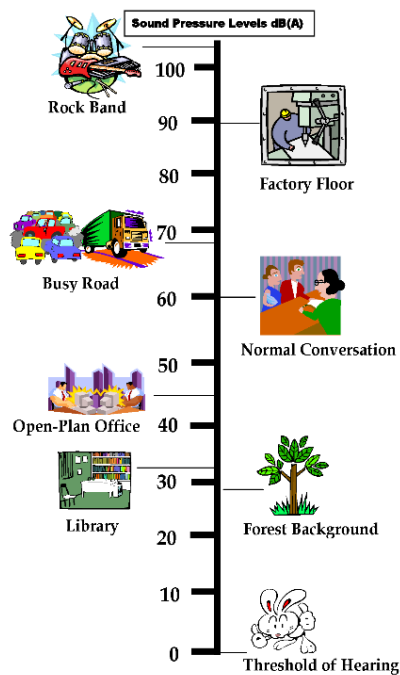 Sound Pressure Levels dB(A)
100
Rock Band
90
80
Factory Floor
70
Busy Road
60
Normal Conversation
50
Open-Plan Office
40
30
Library
Forest Background
20
10
0
Threshold of Hearing